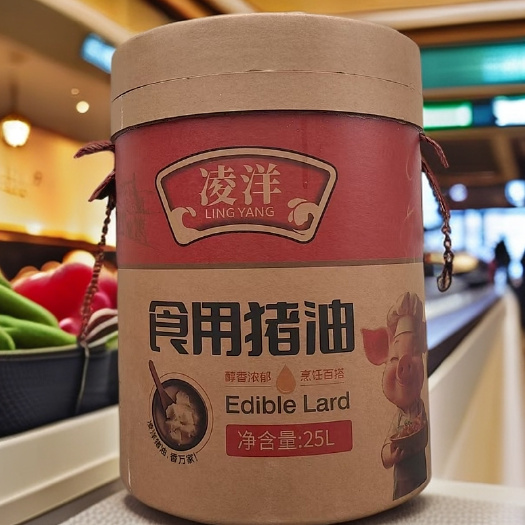 凌洋
LING YANG
食用猪油
醇香浓郁 烹饪百搭
Edible Lard
净含量:25L